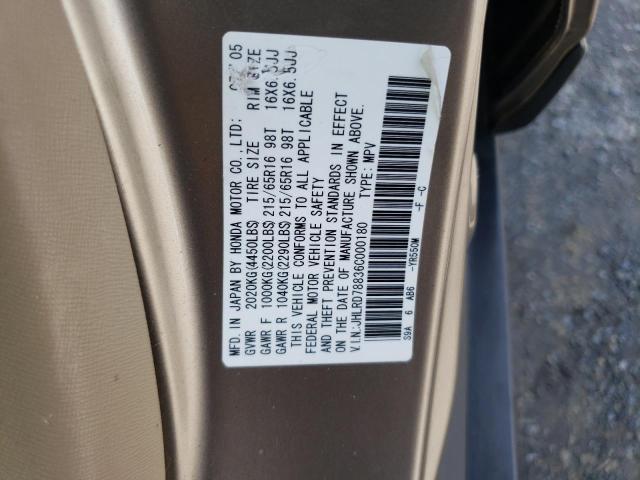 MFD. IN JAPAN BY HONDA MOTOR CO., LTD: 05
GVWR 2020KG(4450LBS) TIRE SIZE RIM SIZE
GAWR F 1000KG(2200LBS)215/65R16 98T 16X6.5JJ
GAWR R 1040KG(2290LBS)215/65R16 98T 16X6.5JJ
THIS VEHICLE CONFORMS TO ALL APPLICABLE
FEDERAL MOTOR VEHICLE SAFETY
AND THEFT PREVENTION STANDARDS IN EFFECT
ON THE DATE OF MANUFACTURE SHOWN ABOVE.
V.I.N.:JHLRD78836C000180 TYPE: MPV
S9A 6 AB6 -YR550M -F -C